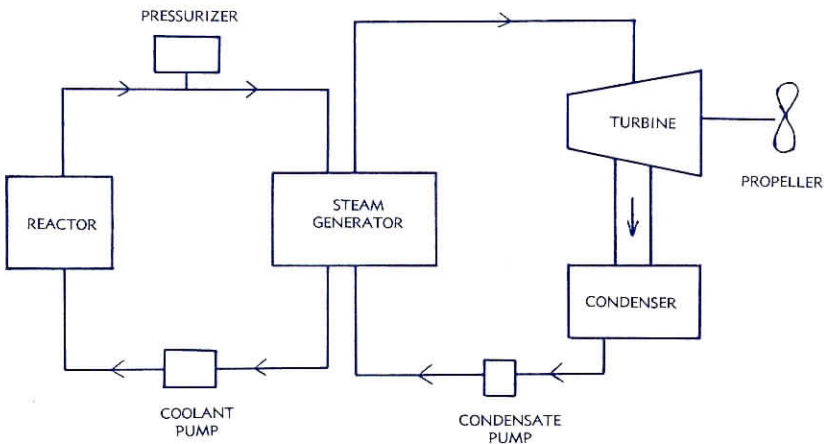 PRESSURIZER
TURBINE
PROPELLER
REACTOR
STEAM
GENERATOR
CONDENSER
COOLANT
PUMP
CONDENSATE
PUMP